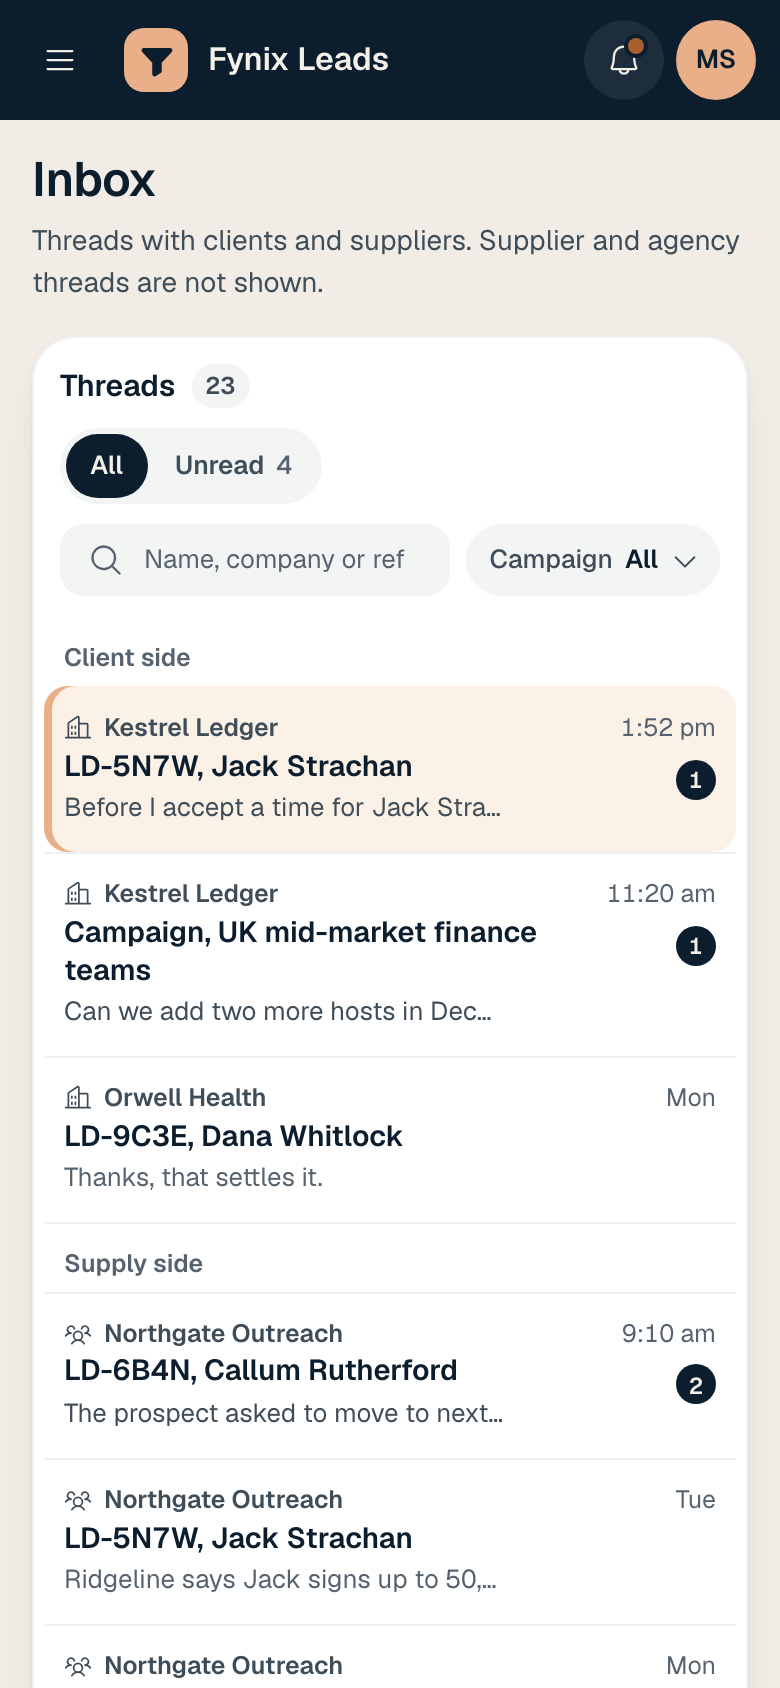 Fynix Leads
MS
Inbox
Threads with clients and suppliers. Supplier and agency
threads are not shown.
Threads 23
All Unread 4
Name, company or ref Campaign All
Client side
Kestrel Ledger 1:52 pm
LD-5N7W, Jack Strachan
1
Before I accept a time for Jack Stra...
Kestrel Ledger 11:20 am
Campaign, UK mid-market finance
teams
1
Can we add two more hosts in Dec...
Orwell Health Mon
LD-9C3E, Dana Whitlock
Thanks, that settles it.
Supply side
Northgate Outreach 9:10 am
LD-6B4N, Callum Rutherford
2
The prospect asked to move to next...
Northgate Outreach Tue
LD-5N7W, Jack Strachan
Ridgeline says Jack signs up to 50,...
Northgate Outreach Mon